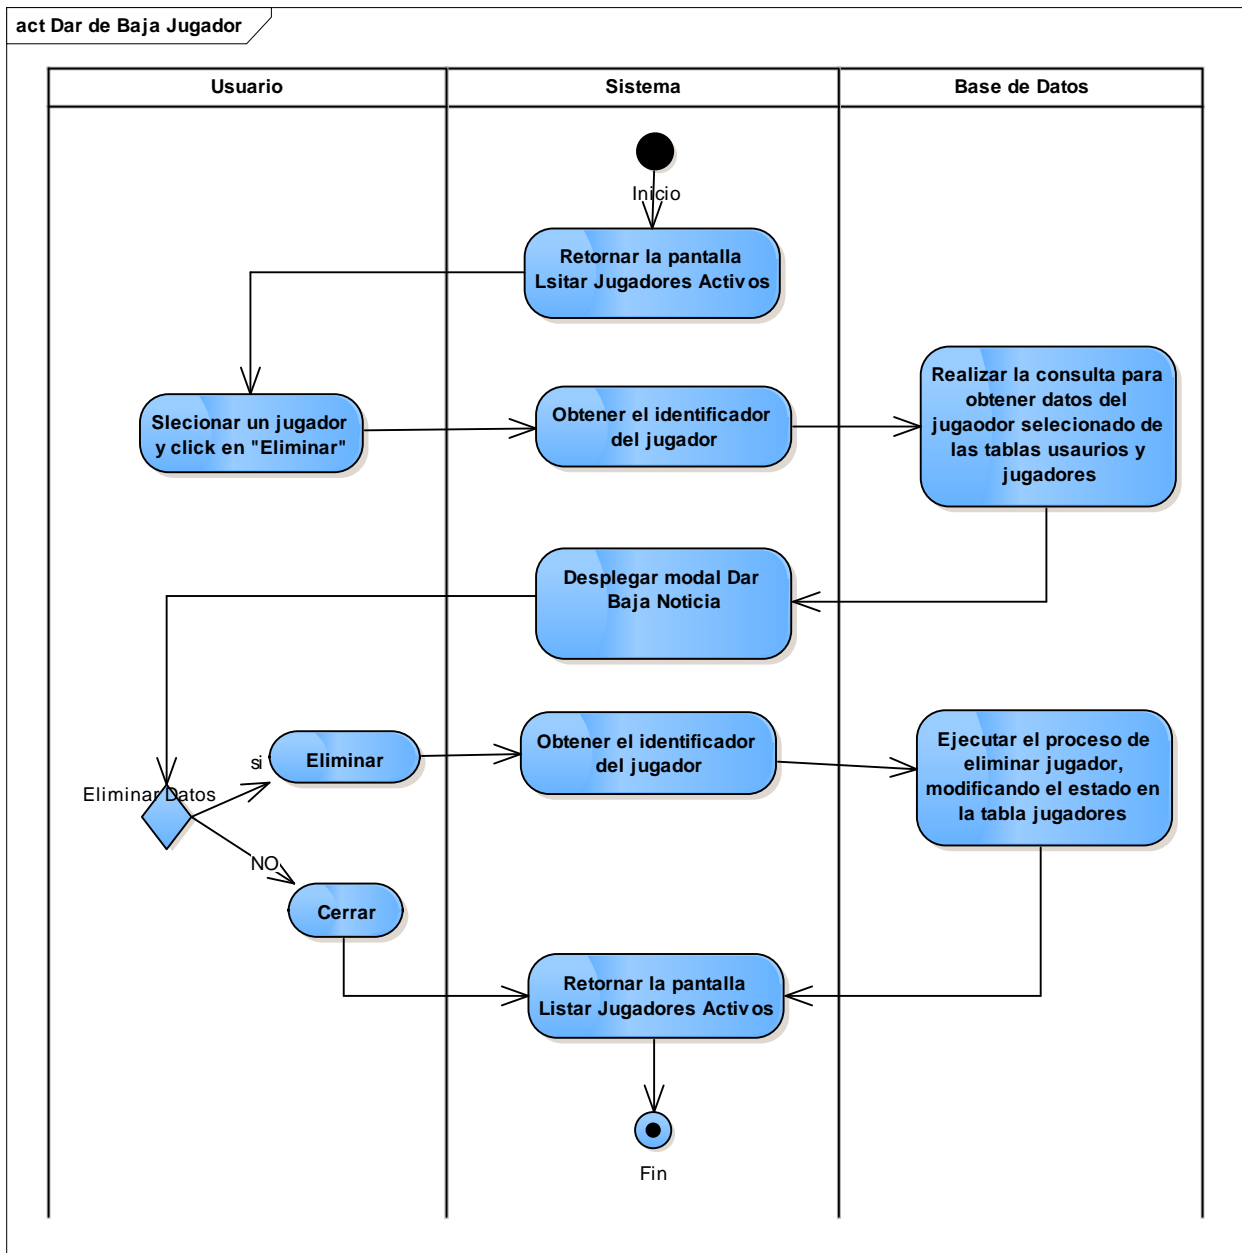 act Dar de Baja Jugador
Usuario
Sistema
Base de Datos
Inicio
Retornar la pantalla
Lsitar Jugadores Activos
Slecionar un jugador
y click en "Eliminar"
Obtener el identificador
del jugador
Realizar la consulta para
obtener datos del
jugaodor selecionado de
las tablas usaurios y
jugadores
Desplegar modal Dar
Baja Noticia
Eliminar Datos
si
Eliminar
Obtener el identificador
del jugador
Ejecutar el proceso de
eliminar jugador,
modificando el estado en
la tabla jugadores
NO
Cerrar
Retornar la pantalla
Listar Jugadores Activos
Fin